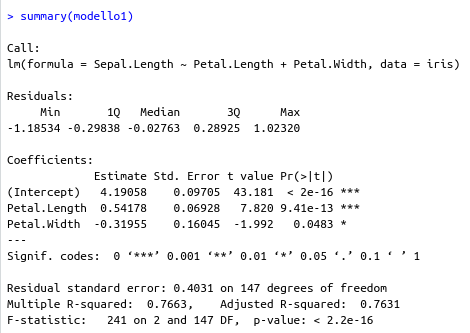 > summary(modello1)
Call:
lm(formula = Sepal.Length ~ Petal.Length + Petal.Width, data = iris)
Residuals:
Min 1Q Median 3Q Max
-1.18534 -0.29838 -0.02763 0.28925 1.02320
Coefficients:
Estimate Std. Error t value Pr(>|t|)
(Intercept) 4.19058 0.09705 43.181 < 2e-16 ***
Petal.Length 0.54178 0.06928 7.820 9.41e-13 ***
Petal.Width -0.31955 0.16045 -1.992 0.0483 *
---
Signif. codes: 0 ‘***’ 0.001 ‘**’ 0.01 ‘*’ 0.05 ‘.’ 0.1 ‘ ’ 1
Residual standard error: 0.4031 on 147 degrees of freedom
Multiple R-squared: 0.7663, Adjusted R-squared: 0.7631
F-statistic: 241 on 2 and 147 DF, p-value: < 2.2e-16